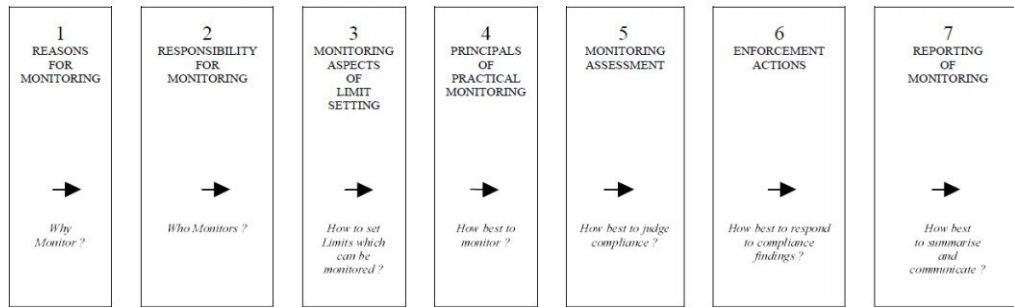 1
REASONS
FOR
MONITORING
Why
Monitor ?
2
RESPONSIBILITY
FOR
MONITORING
Who Monitors ?
3
MONITORING
ASPECTS
OF
LIMIT
SETTING
How to set
Limits which
can be
monitored ?
4
PRINCIPALS
OF
PRACTICAL
MONITORING
How best to
monitor ?
5
MONITORING
ASSESSMENT
How best to judge
compliance ?
6
ENFORCEMENT
ACTIONS
How best to respond
to compliance
findings ?
7
REPORTING
OF
MONITORING
How best
to summarise
and
communicate ?